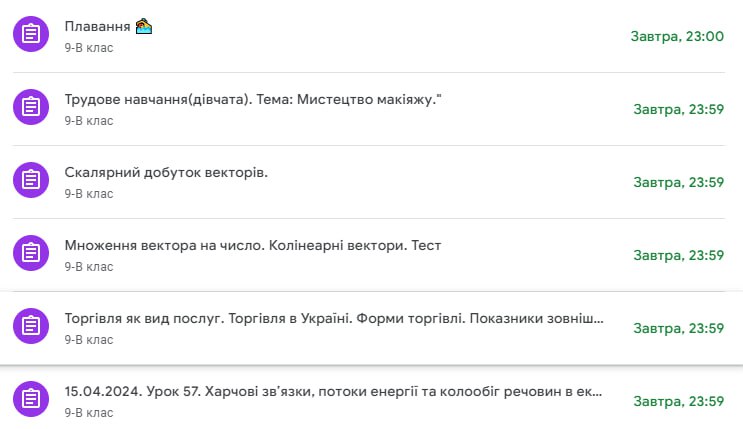 Плавання 🏊
9-В клас
Завтра, 23:00
Трудове навчання(дівчата). Тема: Мистецтво макіяжу."
9-В клас
Завтра, 23:59
Скалярний добуток векторів.
9-В клас
Завтра, 23:59
Множення вектора на число. Колінеарні вектори. Тест
9-В клас
Завтра, 23:59
Торгівля як вид послуг. Торгівля в Україні. Форми торгівлі. Показники зовніш...
9-В клас
Завтра, 23:59
15.04.2024. Урок 57. Харчові зв’язки, потоки енергії та колообіг речовин в ек...
9-В клас
Завтра, 23:59